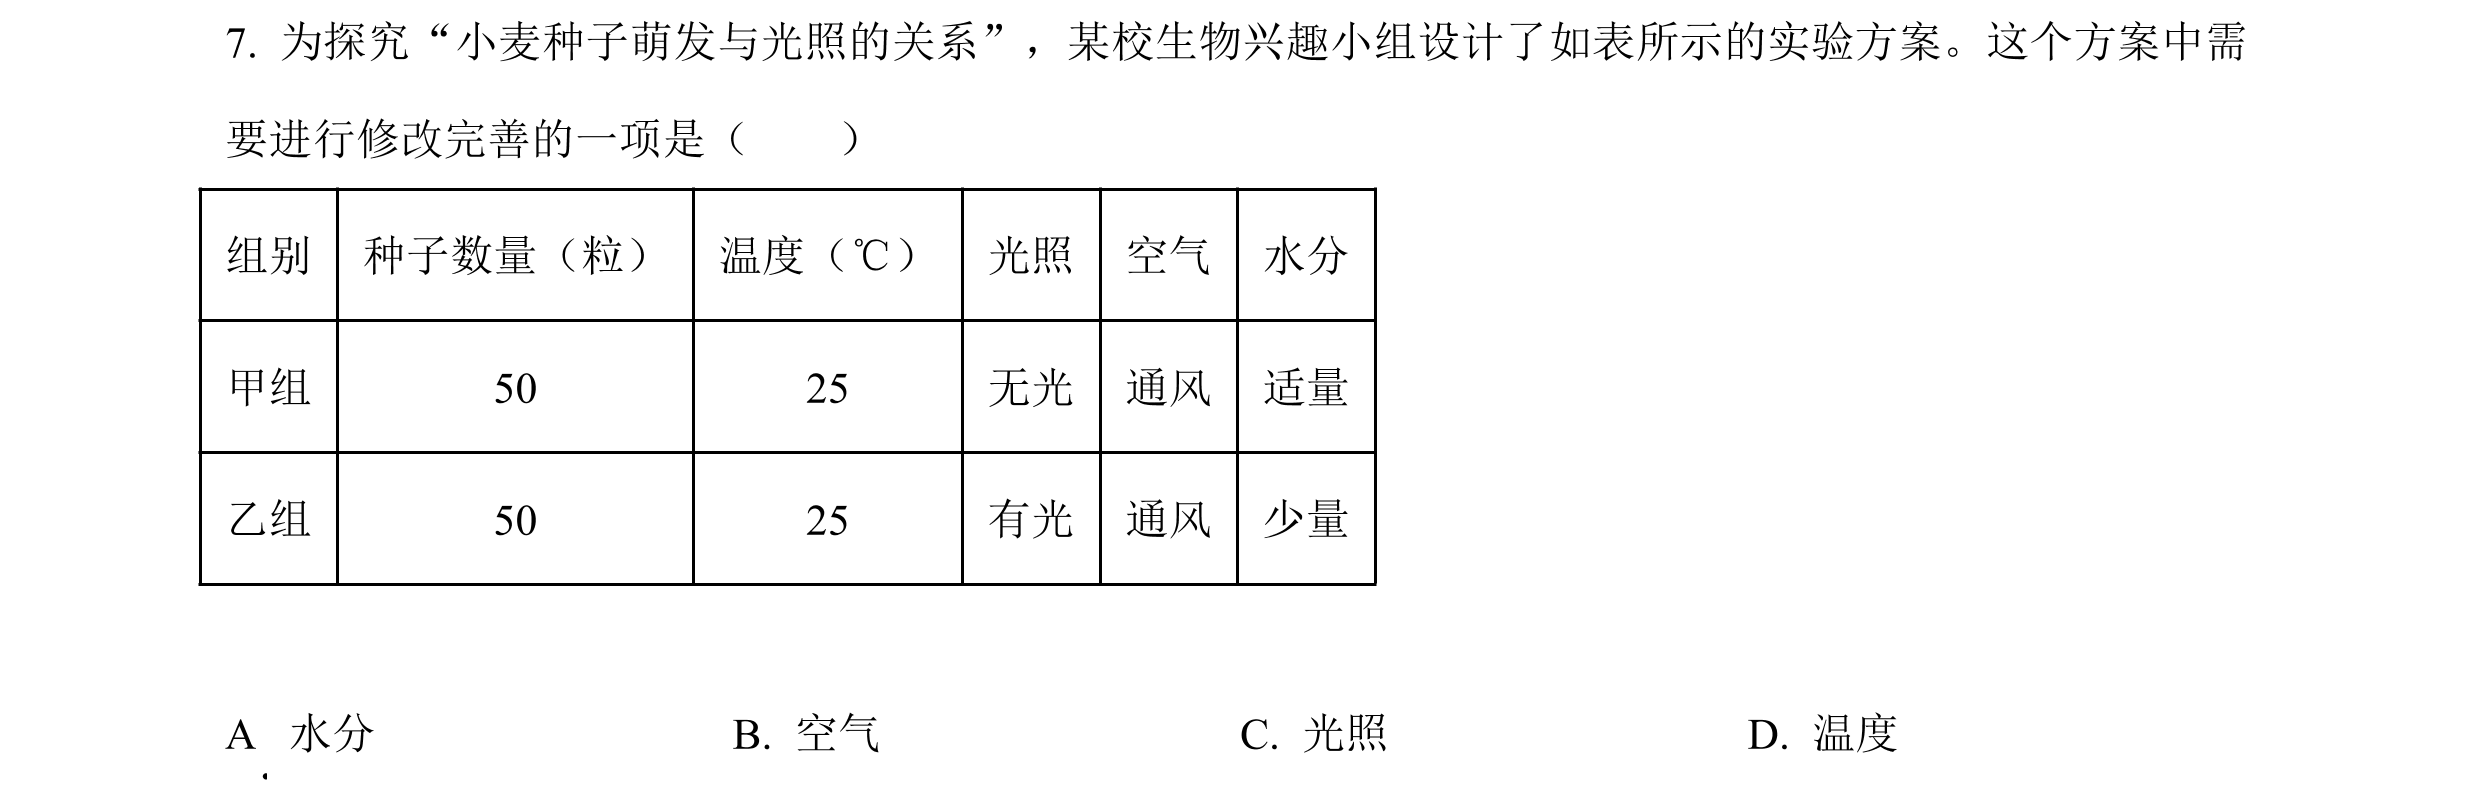 7. 为探究“小麦种子萌发与光照的关系”，某校生物兴趣小组设计了如表所示的实验方案。这个方案中需
要进行修改完善的一项是（　　）
组别 种子数量（粒） 温度（℃） 光照 空气 水分
甲组 50 25 无光 通风 适量
乙组 50 25 有光 通风 少量
A. 水分 B. 空气 C. 光照 D. 温度